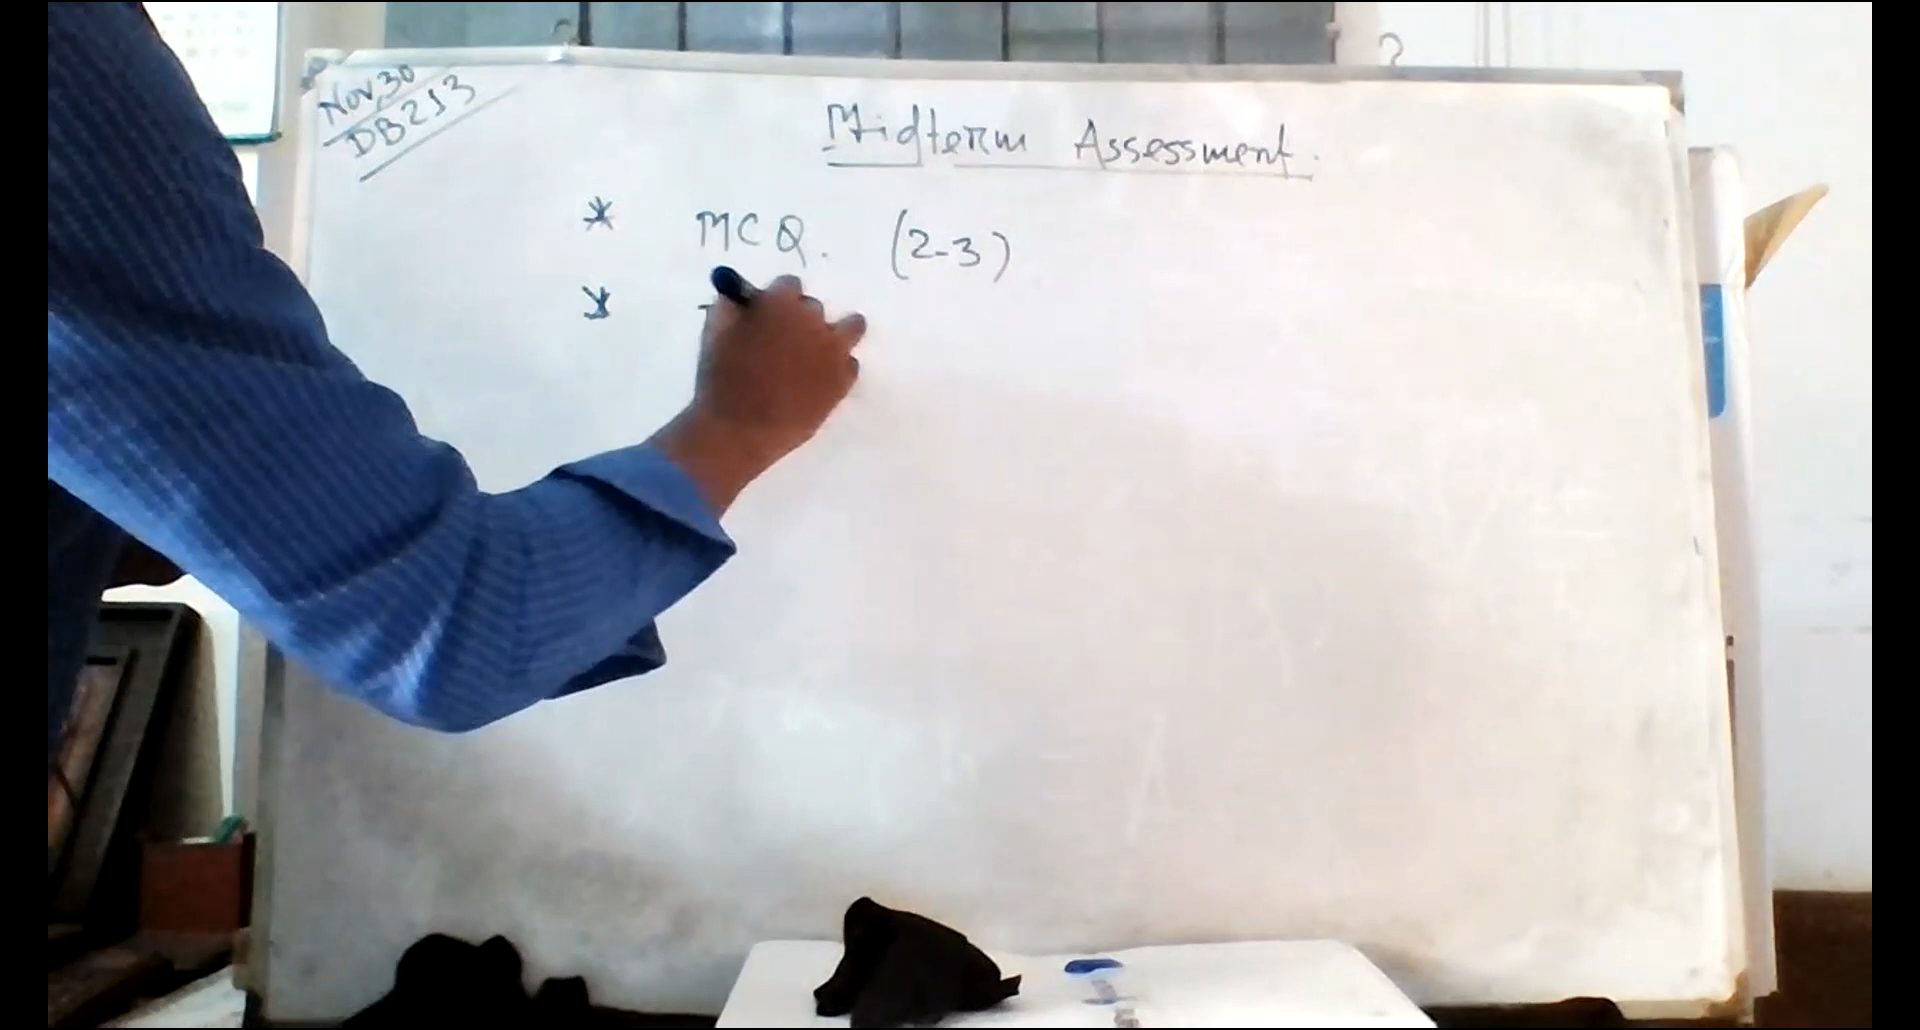 Nov,30
DB213
Midterm Assessment.
* MCQ. (2-3)
*